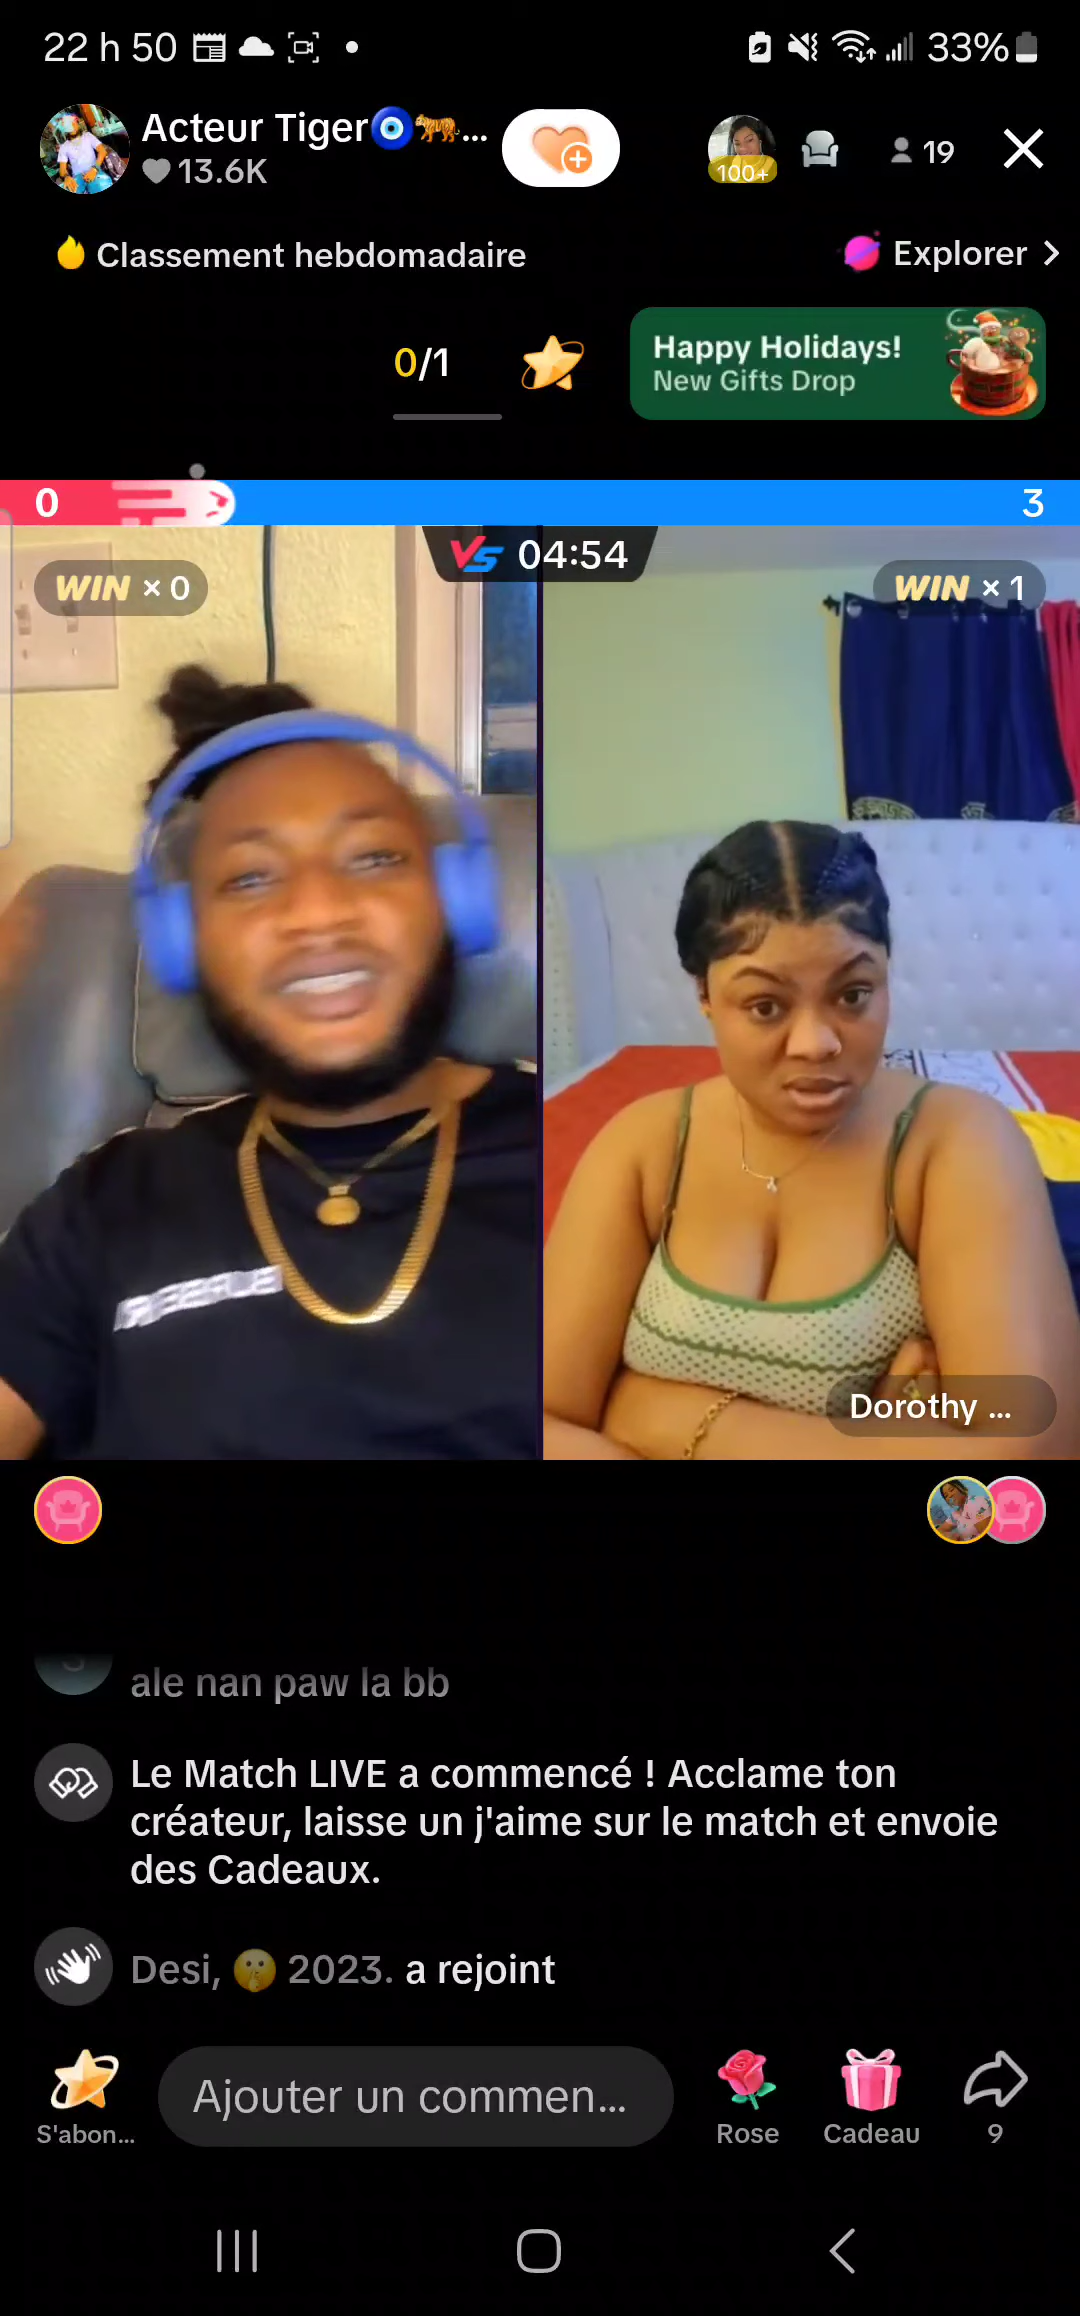 22 h 50
33%
Acteur Tiger🧿🐅...
13.6K
100+
19
Classement hebdomadaire
Explorer
0/1
Happy Holidays!
New Gifts Drop
0
3
VS 04:54
WIN × 0
WIN × 1
Dorothy ...
ale nan paw la bb
Le Match LIVE a commencé ! Acclame ton
créateur, laisse un j'aime sur le match et envoie
des Cadeaux.
Desi, 🤫 2023. a rejoint
Ajouter un commen...
S'abon...
Rose
Cadeau
9